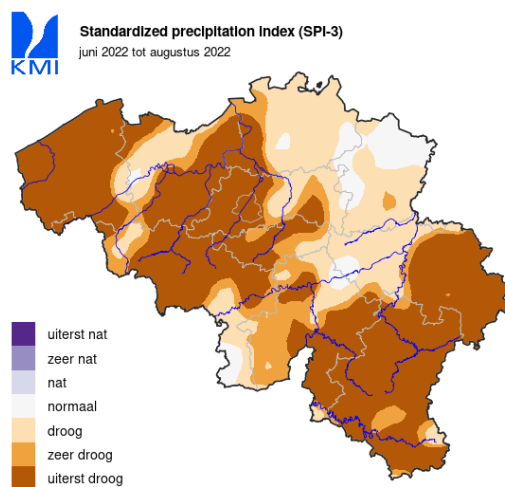 Standardized precipitation index (SPI-3)
juni 2022 tot augustus 2022
KMI
uiterst nat
zeer nat
nat
normaal
droog
zeer droog
uiterst droog